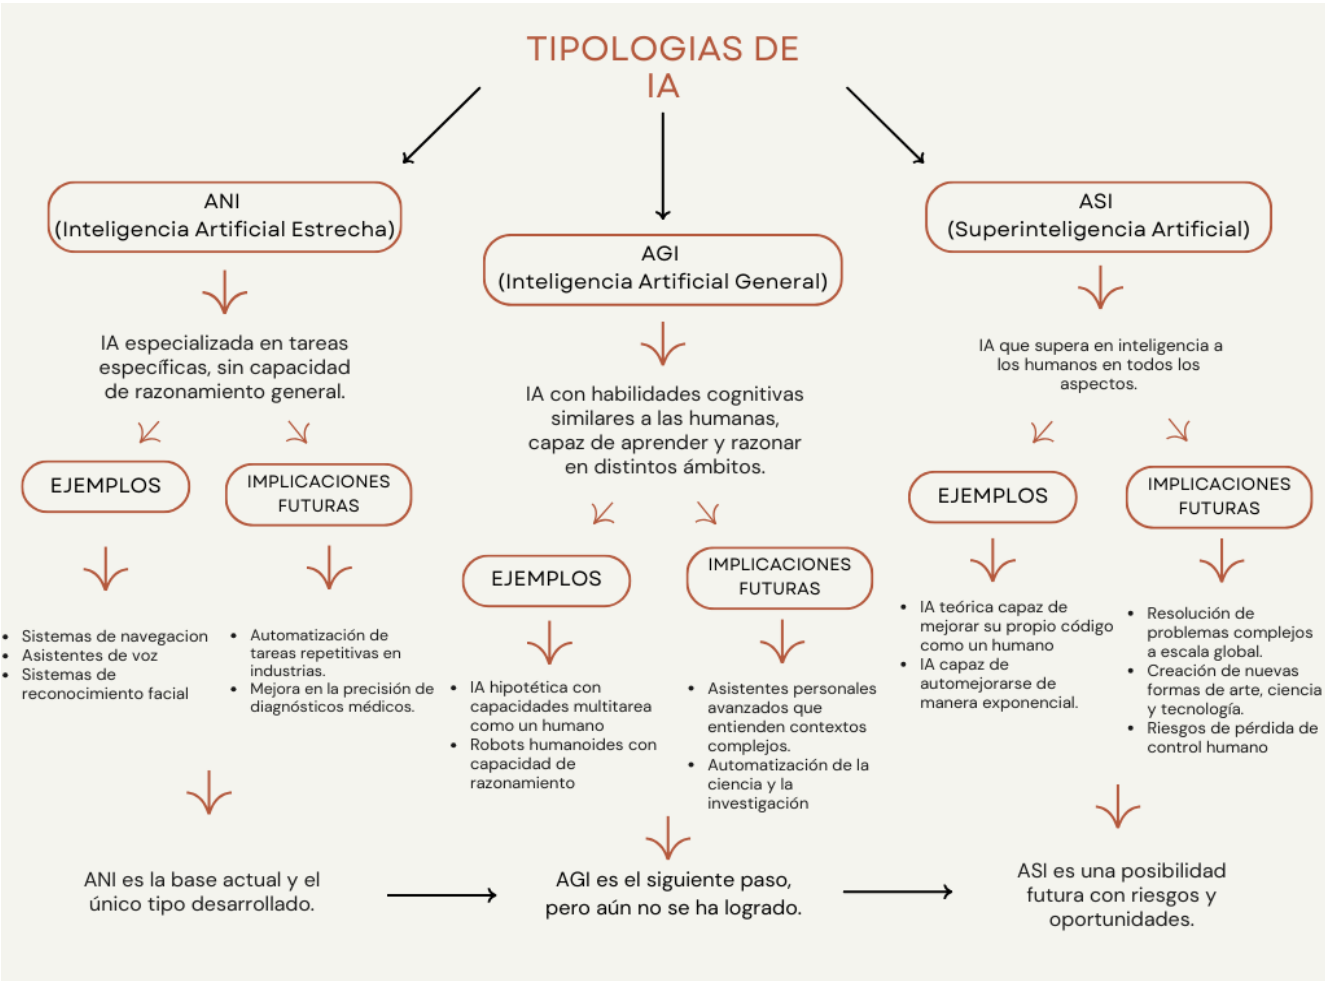 TIPOLOGIAS DE
IA
ANI
(Inteligencia Artificial Estrecha)
IA especializada en tareas
específicas, sin capacidad
de razonamiento general.
EJEMPLOS
Sistemas de navegacion
Asistentes de voz
Sistemas de
reconocimiento facial
IMPLICACIONES
FUTURAS
Automatización de
tareas repetitivas en
industrias.
Mejora en la precisión de
diagnósticos médicos.
ANI es la base actual y el
único tipo desarrollado.
AGI
(Inteligencia Artificial General)
IA con habilidades cognitivas
similares a las humanas,
capaz de aprender y razonar
en distintos ámbitos.
EJEMPLOS
IA hipotética con
capacidades multitarea
como un humano
Robots humanoides con
capacidad de
razonamiento
IMPLICACIONES
FUTURAS
Asistentes personales
avanzados que
entienden contextos
complejos.
Automatización de la
ciencia y la
investigación
AGI es el siguiente paso,
pero aún no se ha logrado.
ASI
(Superinteligencia Artificial)
IA que supera en inteligencia a
los humanos en todos los
aspectos.
EJEMPLOS
IA teórica capaz de
mejorar su propio código
como un humano
IA capaz de
automejorarse de
manera exponencial.
IMPLICACIONES
FUTURAS
Resolución de
problemas complejos
a escala global.
Creación de nuevas
formas de arte, ciencia
y tecnología.
Riesgos de pérdida de
control humano
ASI es una posibilidad
futura con riesgos y
oportunidades.